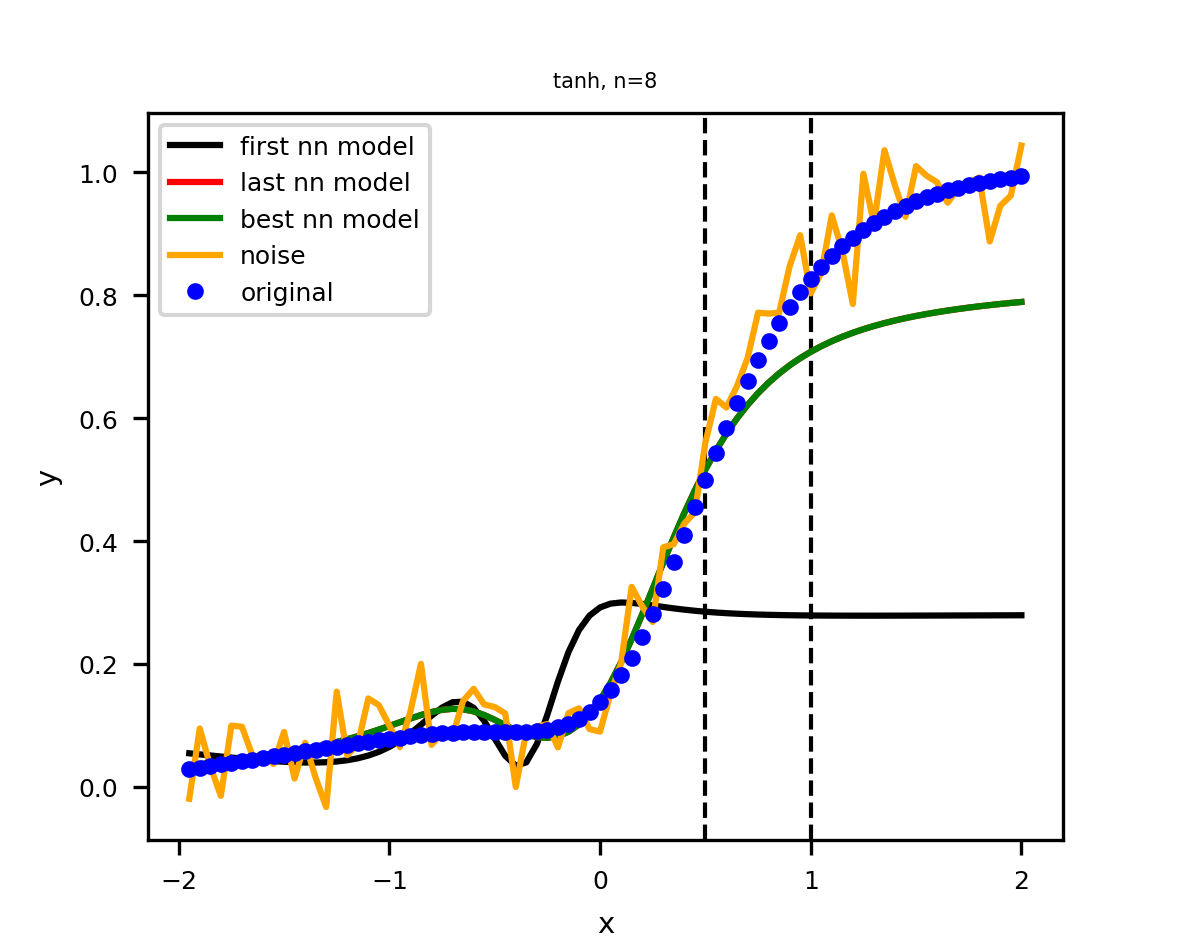 tanh, n=8
first nn model
last nn model
best nn model
noise
original
1.0
0.8
0.6
0.4
0.2
0.0
y
−2
−1
0
1
2
x